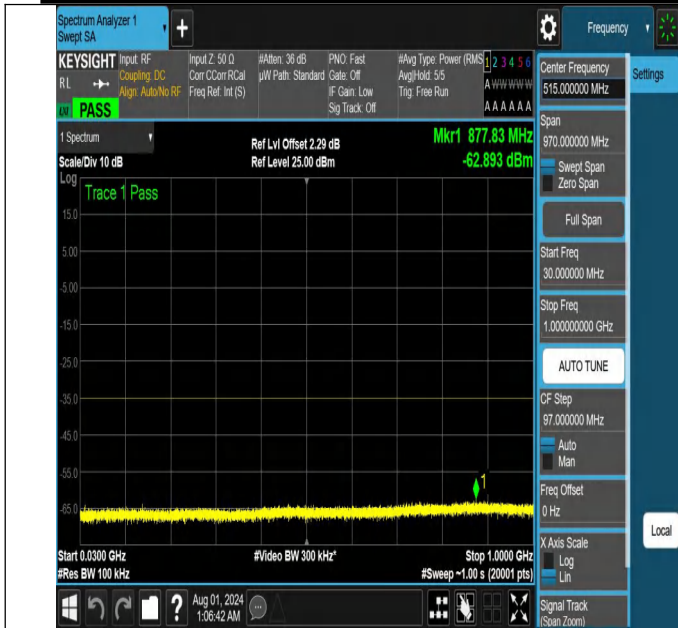 Spectrum Analyzer 1
Swept SA
+
Frequency
KEYSIGHT
RL
LXI
PASS
Input: RF
Coupling: DC
Align: Auto/No RF
Input Z: 50 Ω
Corr CCorr RCal
Freq Ref: Int (S)
#Atten: 36 dB
µW Path: Standard
PNO: Fast
Gate: Off
IF Gain: Low
Sig Track: Off
#Avg Type: Power (RMS
Avg|Hold: 5/5
Trig: Free Run
1 2 3 4 5 6
A W W W W W
A A A A A A
1 Spectrum
Scale/Div 10 dB
Ref Lvl Offset 2.29 dB
Ref Level 25.00 dBm
Mkr1 877.83 MHz
-62.893 dBm
Log
Trace 1 Pass
15.0
5.00
-5.00
-15.0
-25.0
-35.0
-45.0
-55.0
-65.0
1
Start 0.0300 GHz
#Res BW 100 kHz
#Video BW 300 kHz*
Stop 1.0000 GHz
#Sweep ~1.00 s (20001 pts)
?
Aug 01, 2024
1:06:42 AM
Center Frequency
515.000000 MHz
Settings
Span
970.000000 MHz
Swept Span
Zero Span
Full Span
Start Freq
30.000000 MHz
Stop Freq
1.000000000 GHz
AUTO TUNE
CF Step
97.000000 MHz
Auto
Man
Freq Offset
0 Hz
X Axis Scale
Log
Lin
Local
Signal Track
(Span Zoom)